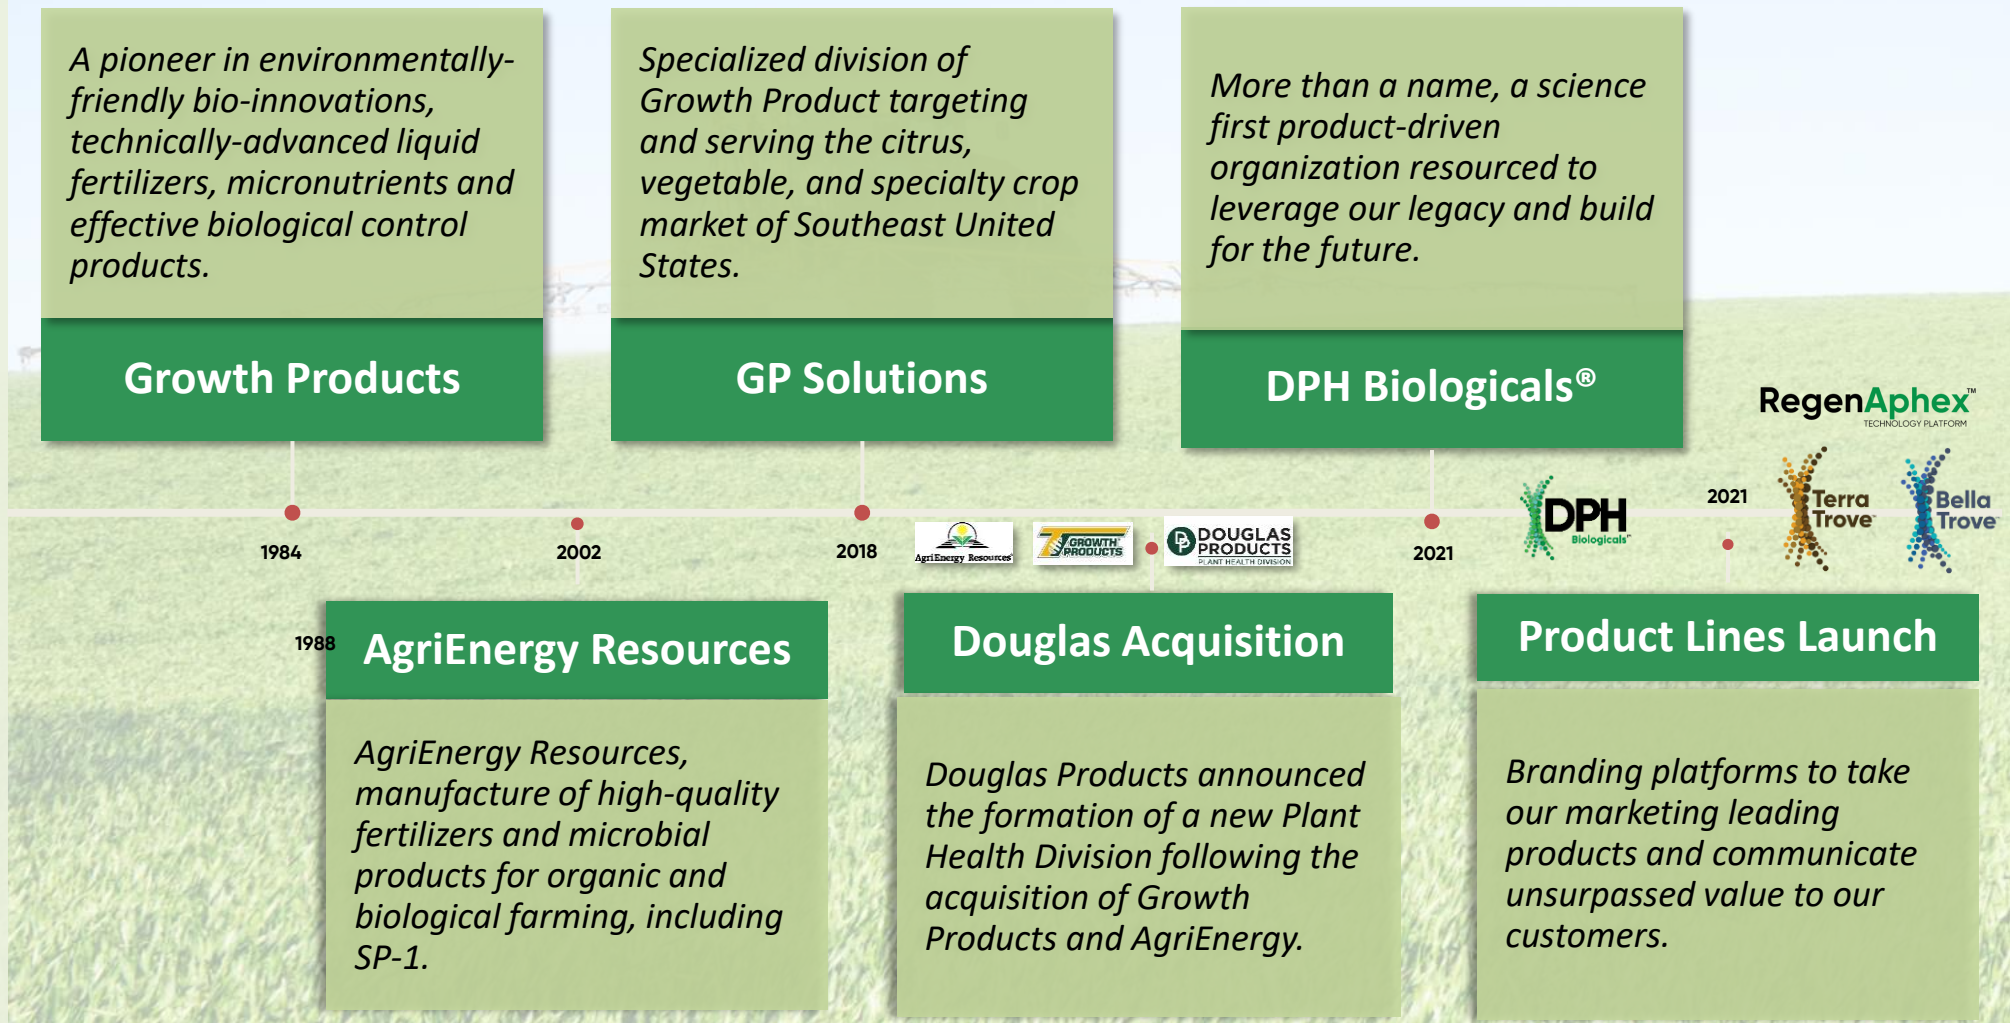 A pioneer in environmentally-
friendly bio-innovations,
technically-advanced liquid
fertilizers, micronutrients and
effective biological control
products.
Growth Products
Specialized division of
Growth Product targeting
and serving the citrus,
vegetable, and specialty crop
market of Southeast United
States.
GP Solutions
More than a name, a science
first product-driven
organization resourced to
leverage our legacy and build
for the future.
DPH Biologicals®
RegenAphex™
TECHNOLOGY PLATFORM
1984
2002
2018
AgriEnergy Resources®
GROWTH
PRODUCTS
DP
DOUGLAS
PRODUCTS
PLANT HEALTH DIVISION
2021
DPH
Biologicals™
2021
Terra
Trove™
Bella
Trove™
1988
AgriEnergy Resources
AgriEnergy Resources,
manufacture of high-quality
fertilizers and microbial
products for organic and
biological farming, including
SP-1.
Douglas Acquisition
Douglas Products announced
the formation of a new Plant
Health Division following the
acquisition of Growth
Products and AgriEnergy.
Product Lines Launch
Branding platforms to take
our marketing leading
products and communicate
unsurpassed value to our
customers.